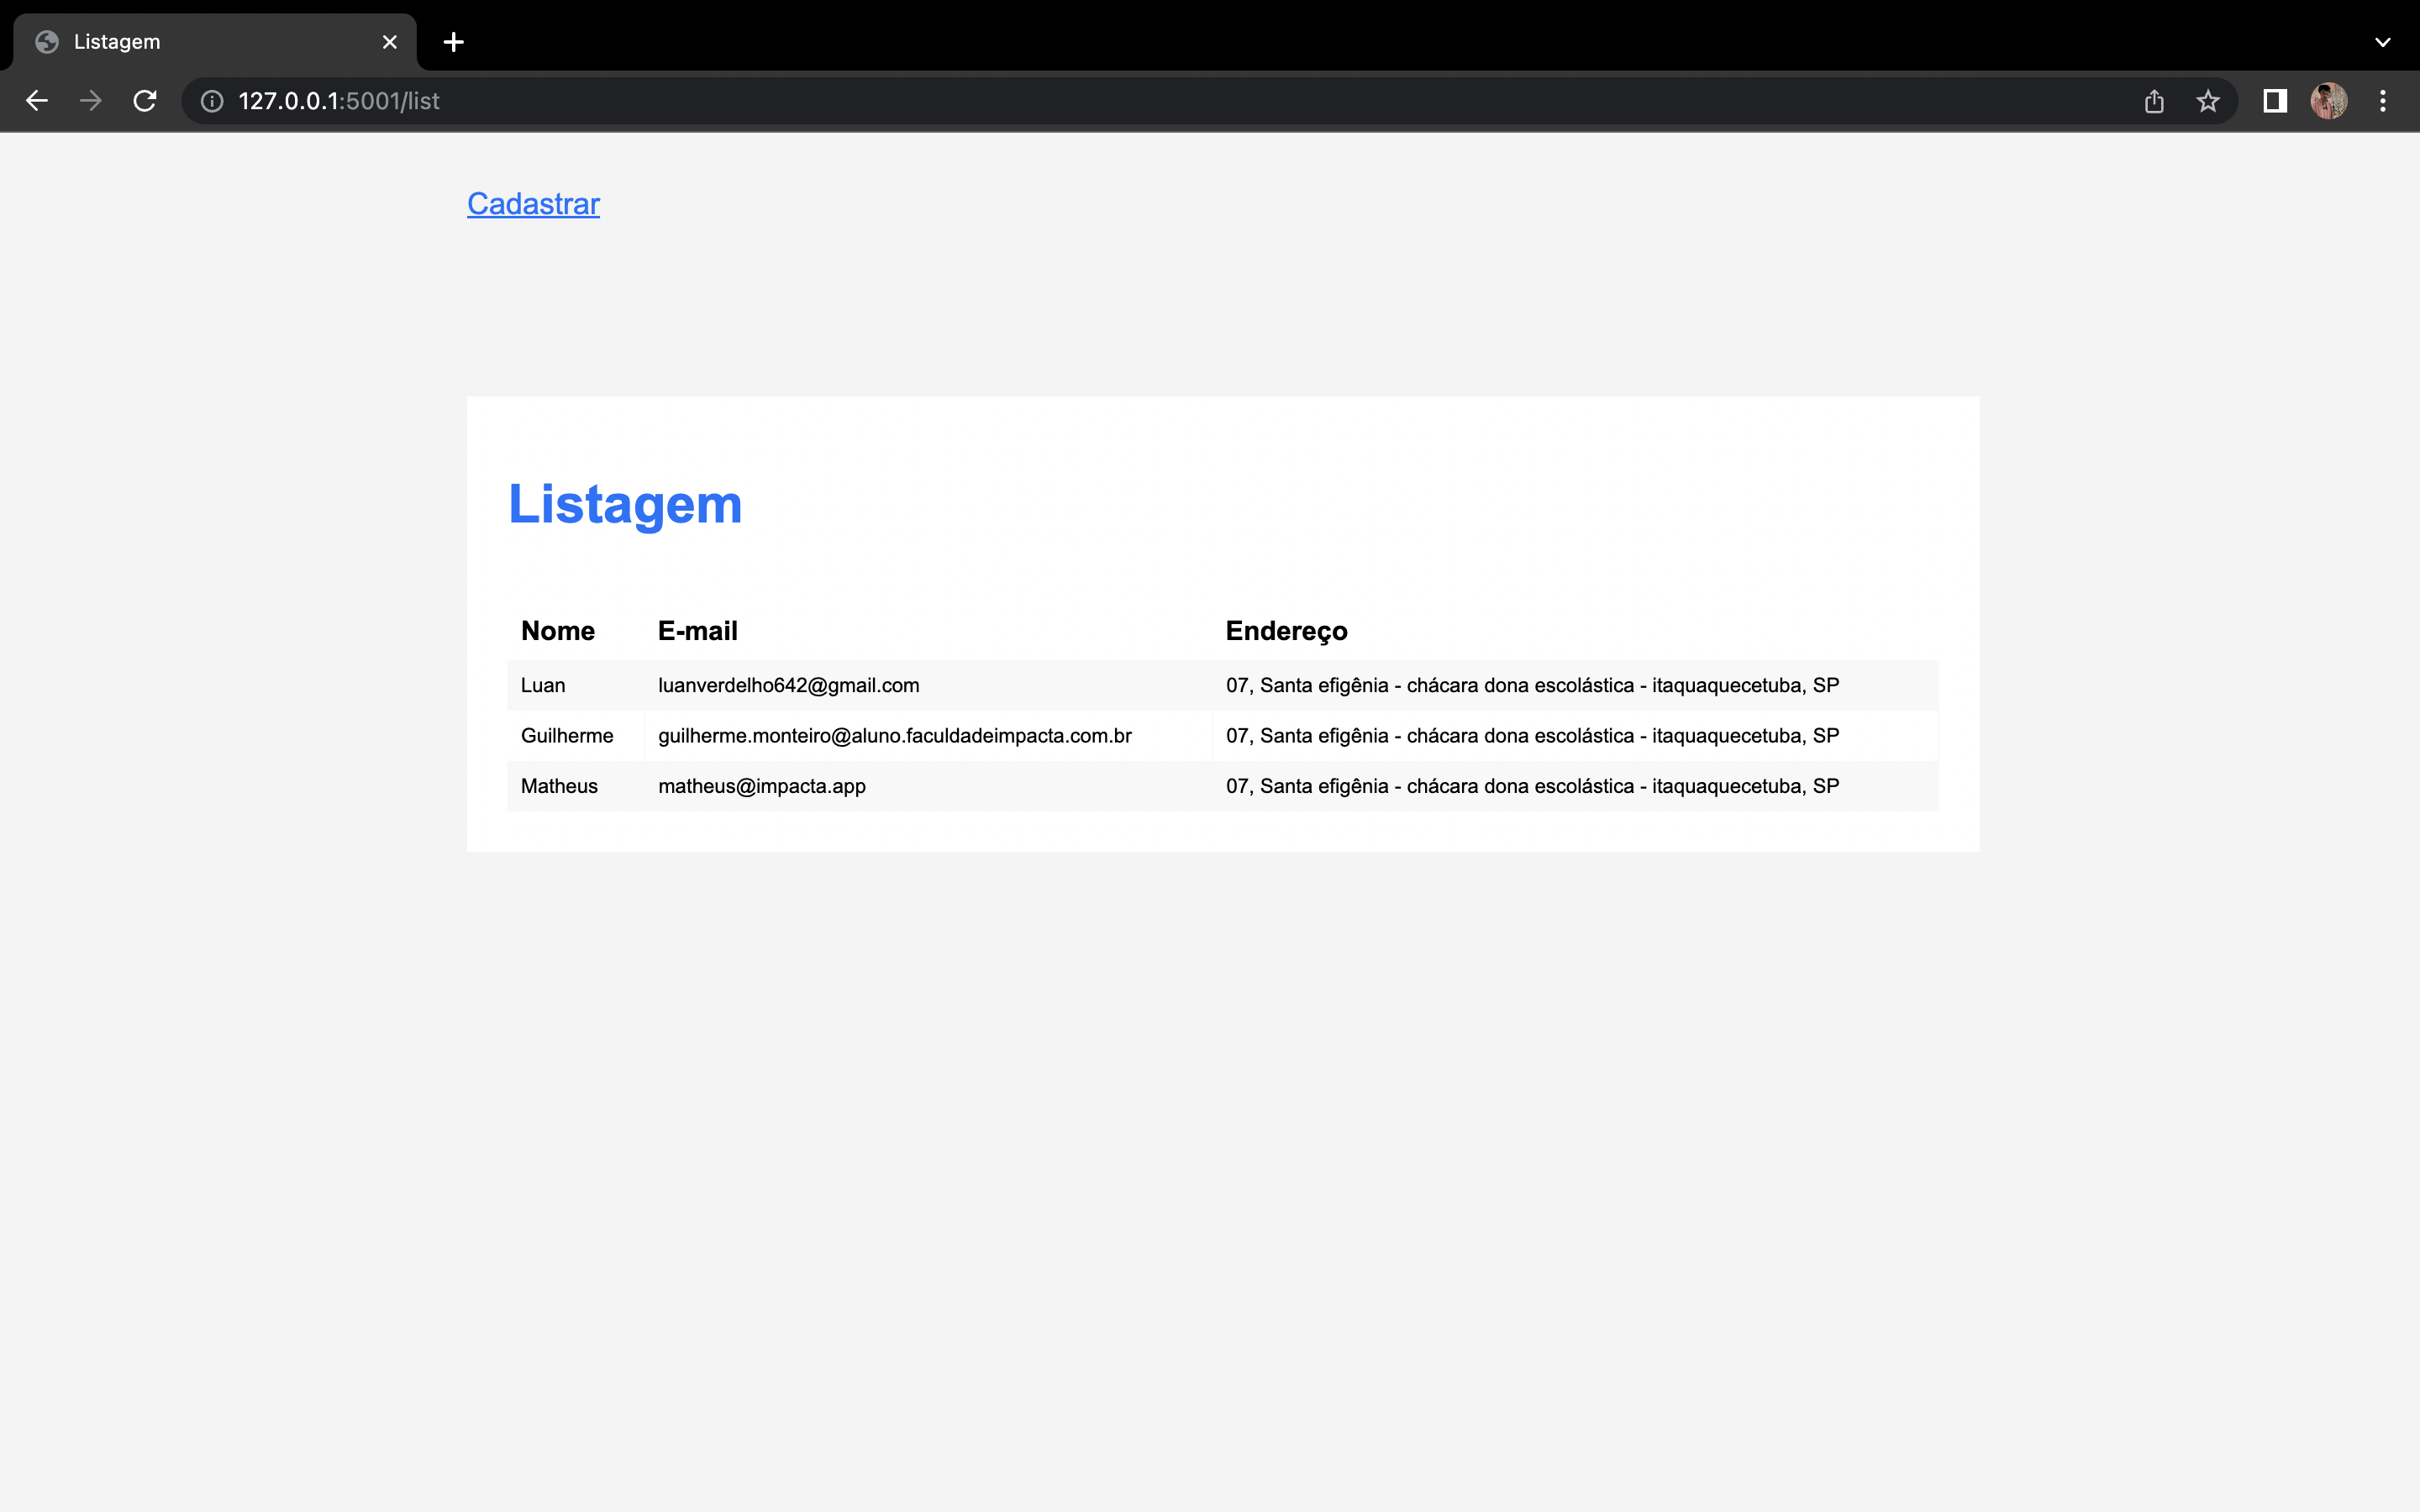 Listagem
127.0.0.1:5001/list
Cadastrar
Listagem
Nome E-mail Endereço
Luan luanverdelho642@gmail.com 07, Santa efigênia - chácara dona escolástica - itaquaquecetuba, SP
Guilherme guilherme.monteiro@aluno.faculdadeimpacta.com.br 07, Santa efigênia - chácara dona escolástica - itaquaquecetuba, SP
Matheus matheus@impacta.app 07, Santa efigênia - chácara dona escolástica - itaquaquecetuba, SP